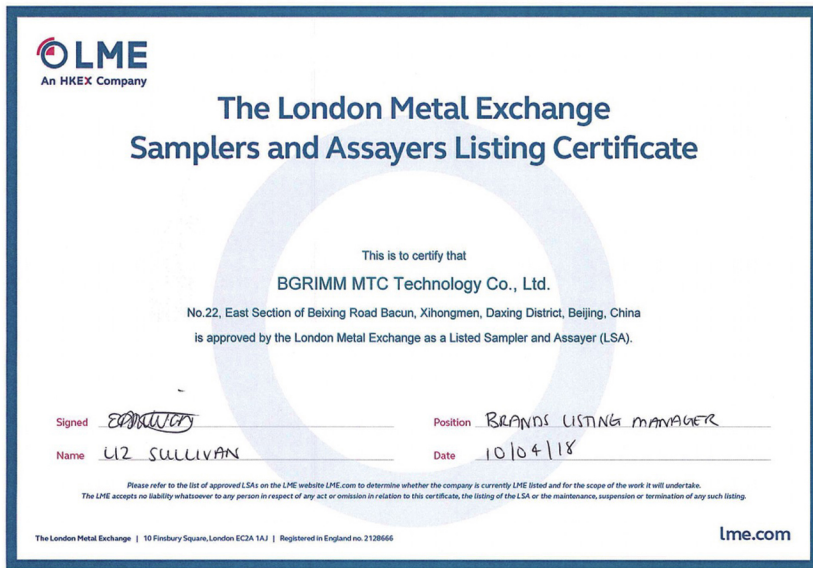 LME
An HKEX Company
The London Metal Exchange
Samplers and Assayers Listing Certificate
This is to certify that
BGRIMM MTC Technology Co., Ltd.
No.22, East Section of Beixing Road Bacun, Xihongmen, Daxing District, Beijing, China
is approved by the London Metal Exchange as a Listed Sampler and Assayer (LSA).
Signed
Position BRANDS LISTING MANAGER
Name LIZ SULLIVAN
Date 10/04/18
Please refer to the list of approved LSAs on the LME website LME.com to determine whether the company is currently LME listed and for the scope of the work it will undertake.
The LME accepts no liability whatsoever to any person in respect of any act or omission in relation to this certificate, the listing of the LSA or the maintenance, suspension or termination of any such listing.
The London Metal Exchange | 10 Finsbury Square, London EC2A 1AJ | Registered in England no. 2128666
lme.com